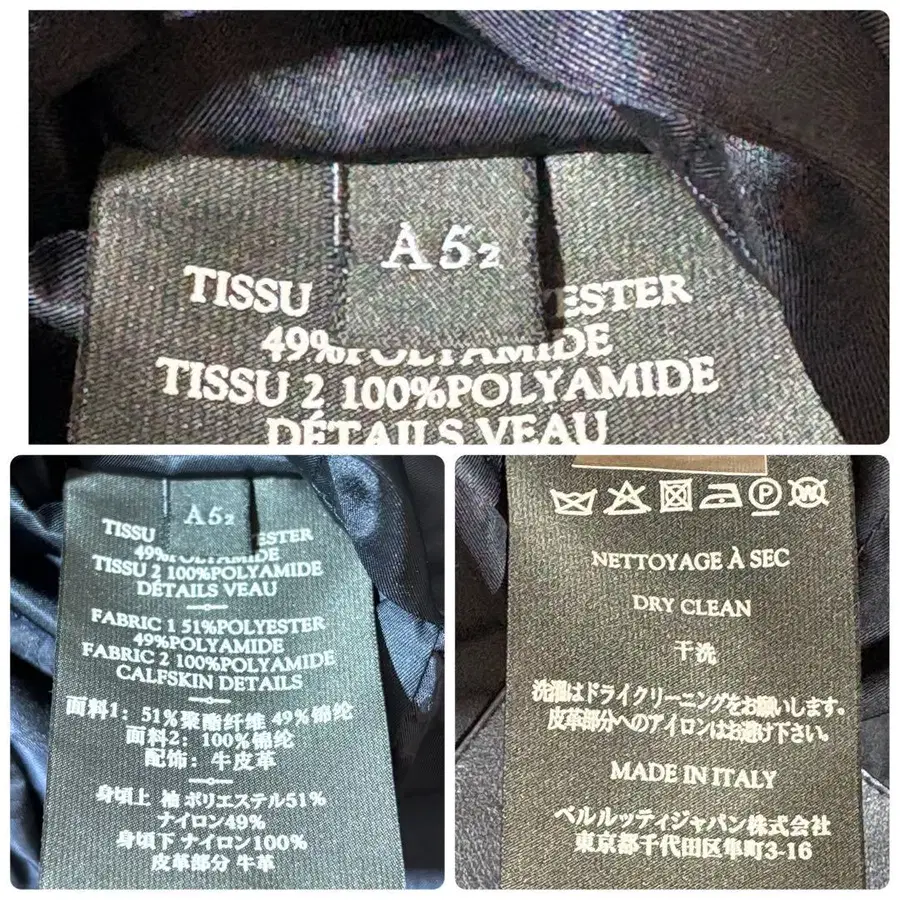 A 52
TISSU YESTER
49%POLYAMIDE
TISSU 2 100%POLYAMIDE
DÉTAILS VEAU
A 52
TISSU ESTER
49%POLYAMIDE
TISSU 2 100%POLYAMIDE
DÉTAILS VEAU
FABRIC 1 51%POLYESTER
49%POLYAMIDE
FABRIC 2 100%POLYAMIDE
CALFSKIN DETAILS
面料1: 51%聚酯纤维 49%锦纶
面料2: 100%锦纶
配饰: 牛皮革
身頃上 袖 ポリエステル51%
ナイロン49%
身頃下 ナイロン100%
皮革部分 牛革
NETTOYAGE À SEC
DRY CLEAN
干洗
洗濯はドライクリーニングをお願いします。
皮革部分へのアイロンはお避け下さい。
MADE IN ITALY
ベルルッティジャパン株式会社
東京都千代田区隼町3-16